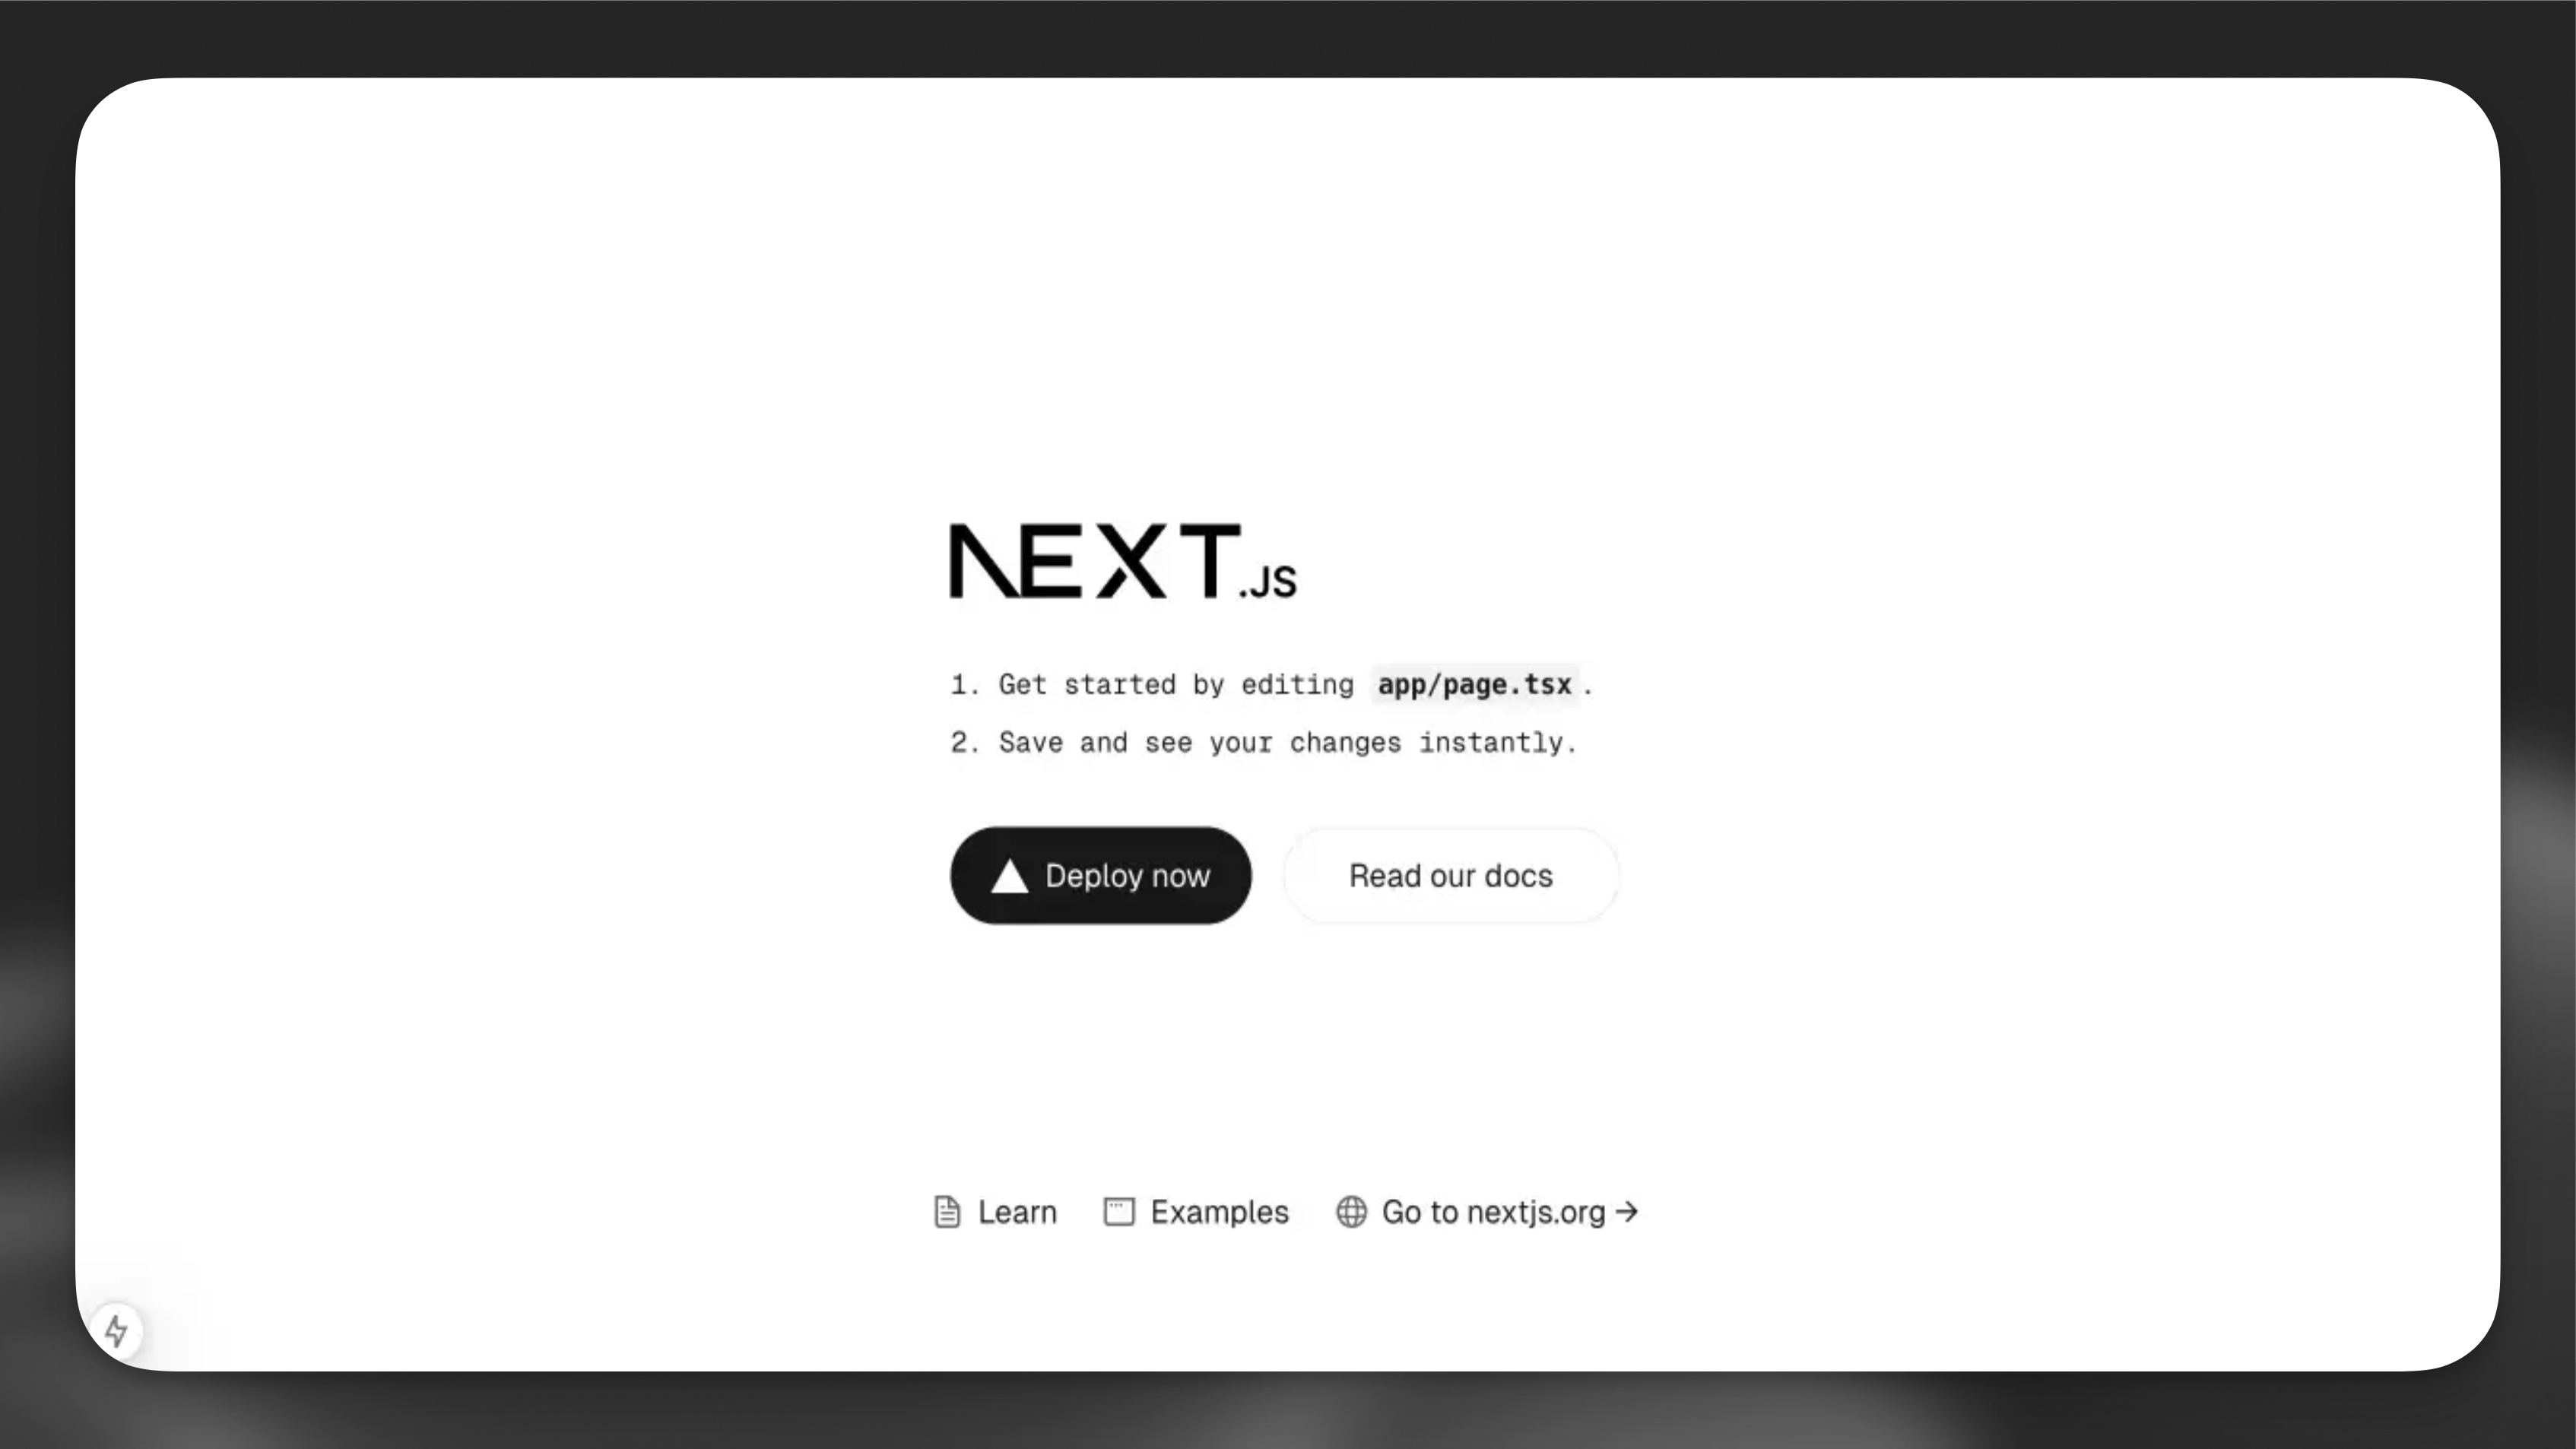 NEXT.JS
1. Get started by editing app/page.tsx.
2. Save and see your changes instantly.
Deploy now
Read our docs
Learn
Examples
Go to nextjs.org →